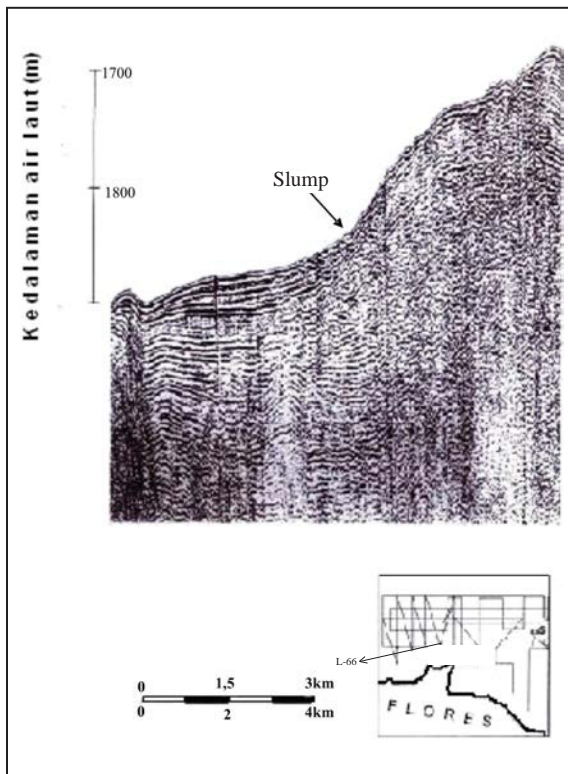 Kedalaman air laut (m)
1700
1800
Slump
L-66
FLORES
0 1,5 3km
0 2 4km